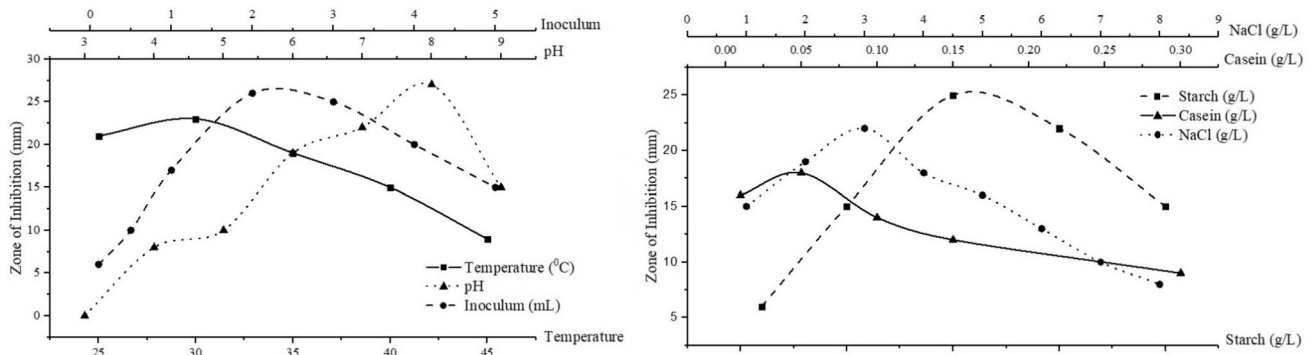 0 1 2 3 4 5
Inoculum
3 4 5 6 7 8 9
pH
30
25
20
15
10
5
0
Zone of Inhibition (mm)
Temperature (⁰C)
pH
Inoculum (mL)
25 30 35 40 45
Temperature
0 1 2 3 4 5 6 7 8 9
NaCl (g/L)
0.00 0.05 0.10 0.15 0.20 0.25 0.30
Casein (g/L)
25
20
15
10
5
Zone of Inhibition (mm)
Starch (g/L)
Casein (g/L)
NaCl (g/L)
Starch (g/L)